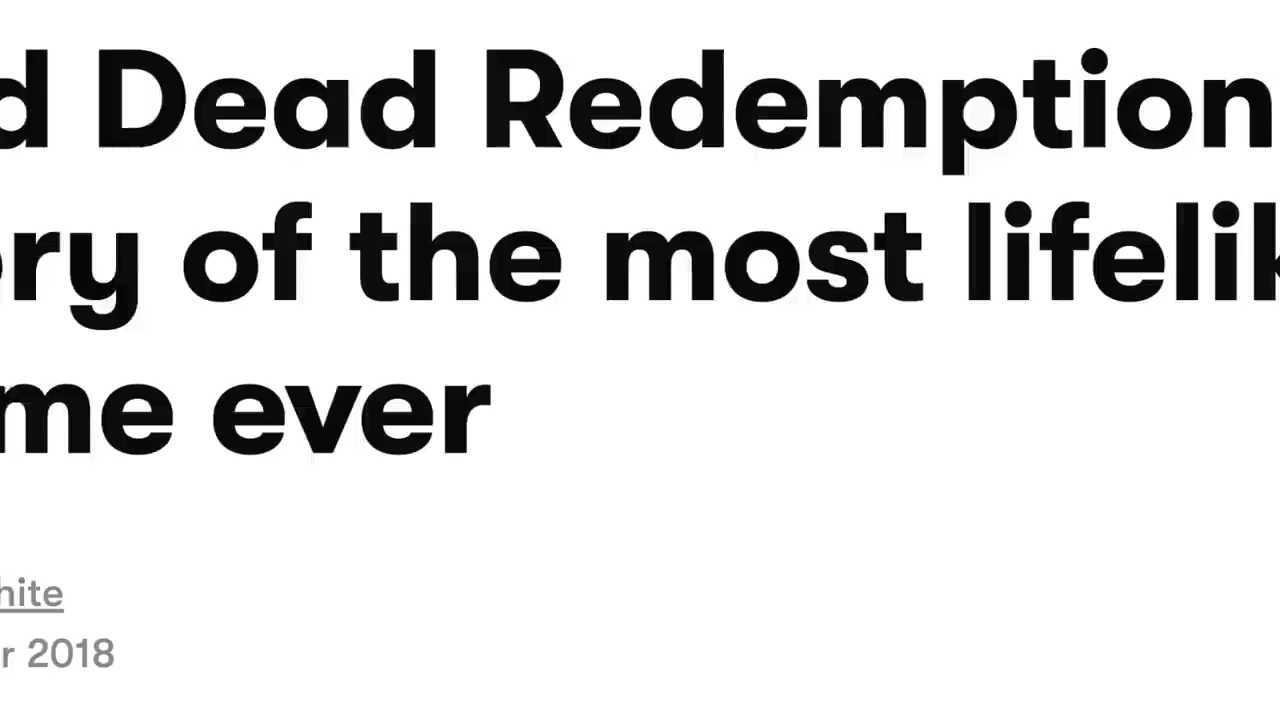 d Dead Redemption
ory of the most lifelik
me ever
hite
r 2018